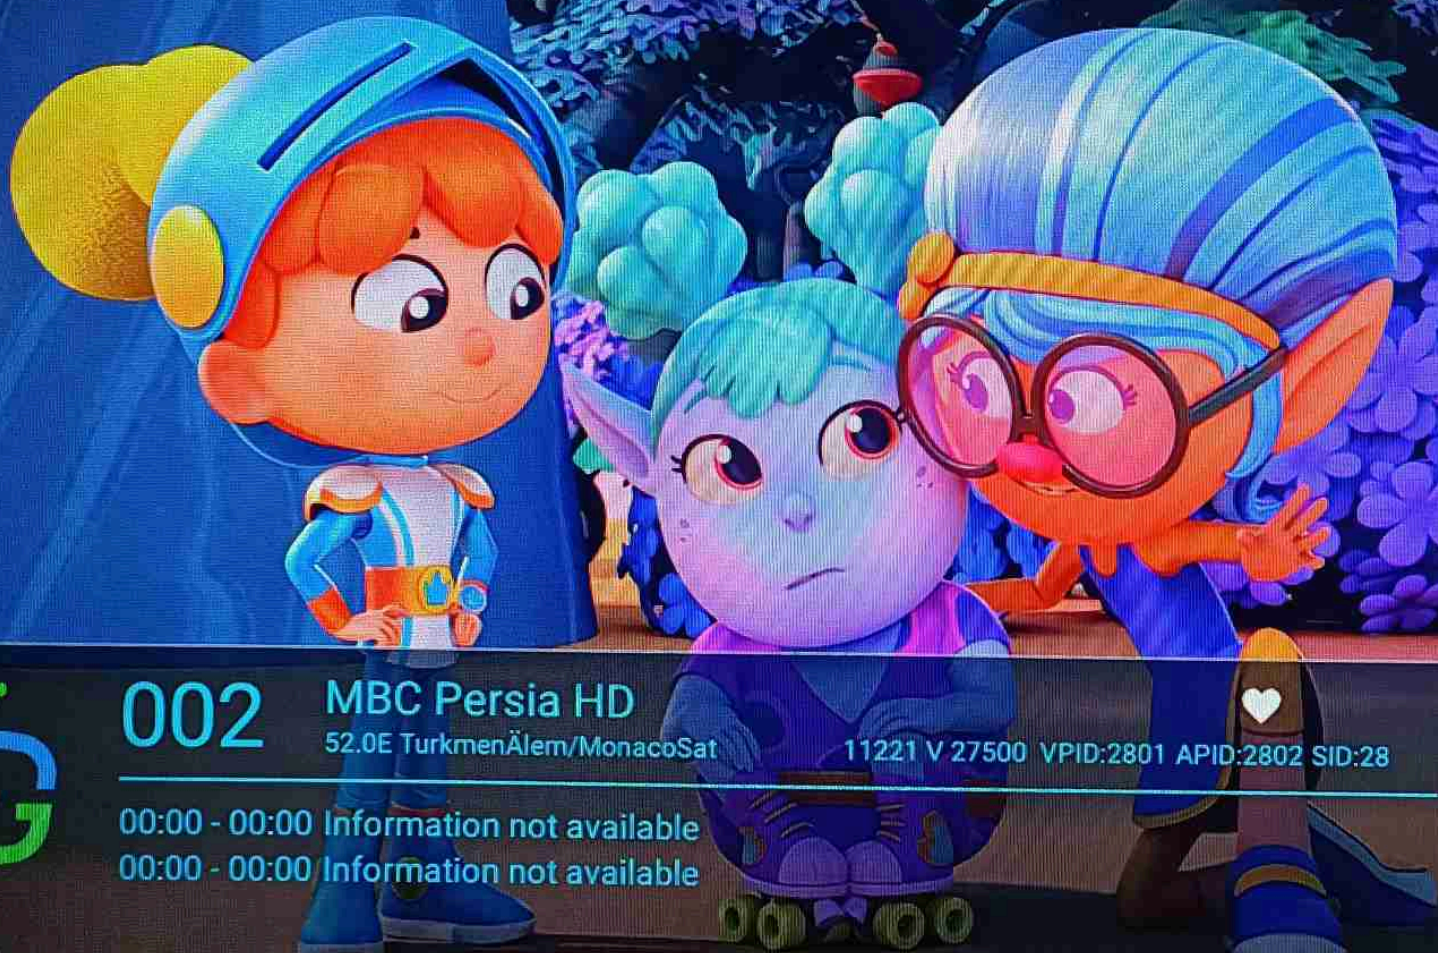 002
MBC Persia HD
52.0E TurkmenÄlem/MonacoSat
11221 V 27500 VPID:2801 APID:2802 SID:28
00:00 - 00:00 Information not available
00:00 - 00:00 Information not available